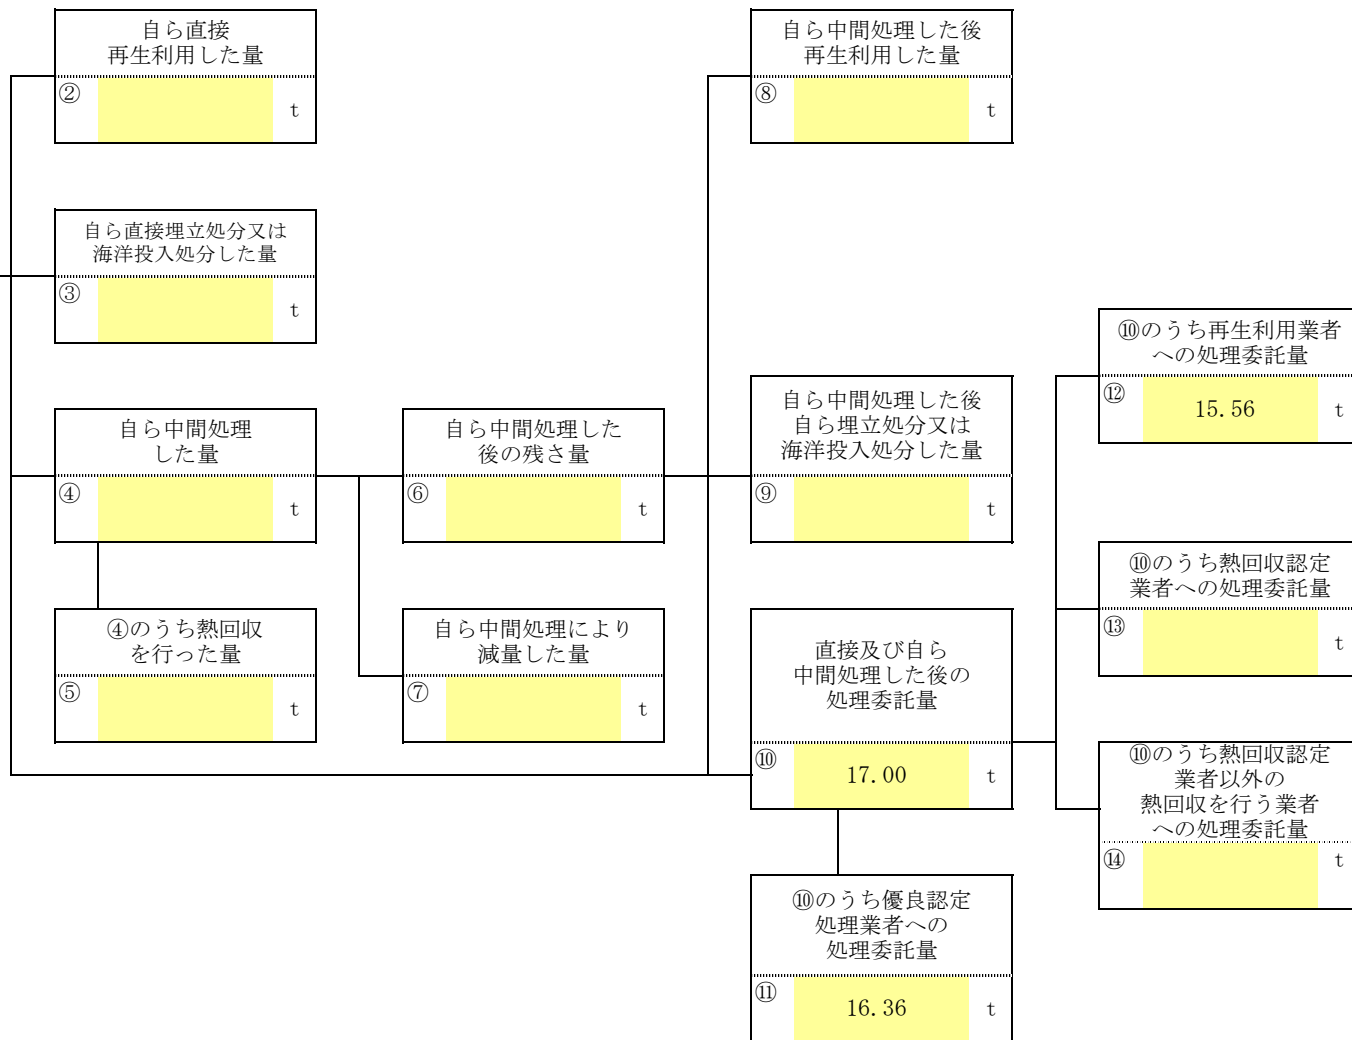 自ら直接
再生利用した量
②
t
自ら中間処理した後
再生利用した量
⑧
t
自ら直接埋立処分又は
海洋投入処分した量
③
t
⑩のうち再生利用業者
への処理委託量
⑫
15.56
t
自ら中間処理
した量
④
t
自ら中間処理した
後の残さ量
⑥
t
自ら中間処理した後
自ら埋立処分又は
海洋投入処分した量
⑨
t
⑩のうち熱回収認定
業者への処理委託量
⑬
t
④のうち熱回収
を行った量
⑤
t
自ら中間処理により
減量した量
⑦
t
直接及び自ら
中間処理した後の
処理委託量
⑩
17.00
t
⑩のうち熱回収認定
業者以外の
熱回収を行う業者
への処理委託量
⑭
t
⑩のうち優良認定
処理業者への
処理委託量
⑪
16.36
t